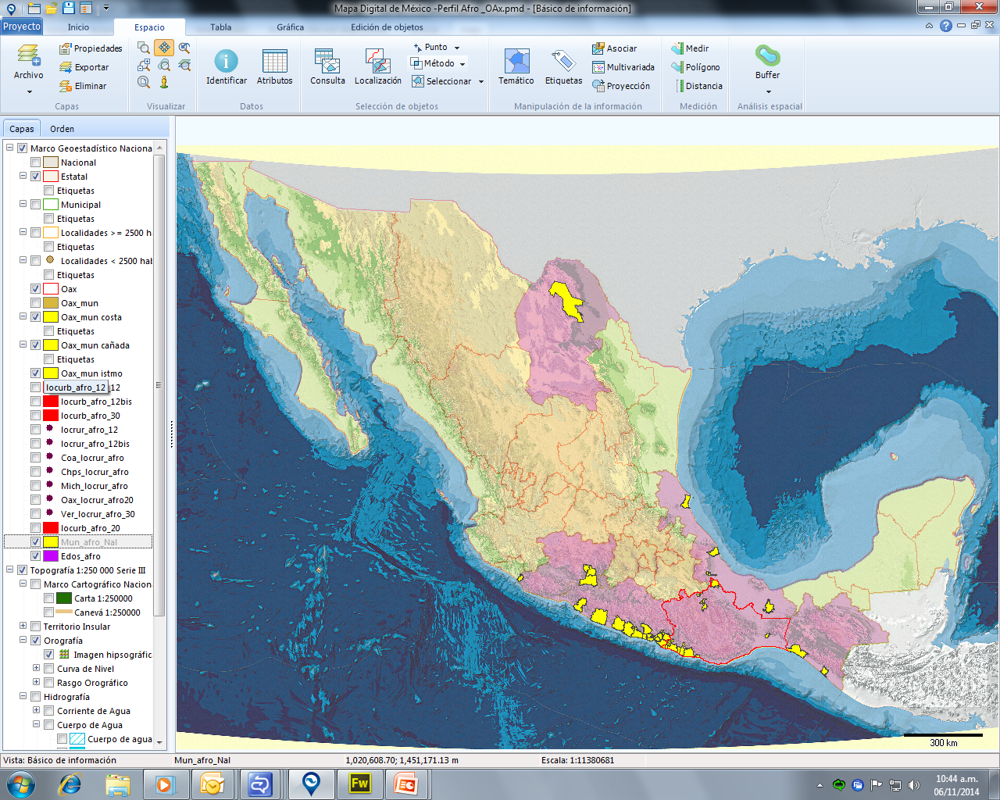 Mapa Digital de México -Perfil Afro _OAx.pmd - [Básico de información]
Proyecto
Inicio
Espacio
Tabla
Gráfica
Edición de objetos
Archivo
Propiedades
Exportar
Eliminar
Capas
Visualizar
Identificar
Atributos
Datos
Consulta
Localización
Punto
Método
Seleccionar
Selección de objetos
Temático
Etiquetas
Asociar
Multivariada
Proyección
Manipulación de la información
Medir
Polígono
Distancia
Medición
Buffer
Análisis espacial
Capas
Orden
Marco Geoestadístico Naciona
Nacional
Estatal
Etiquetas
Municipal
Etiquetas
Localidades >= 2500 h
Localidades < 2500 hab
Etiquetas
Oax
Oax_mun
Oax_mun costa
Etiquetas
Oax_mun cañada
Etiquetas
Oax_mun istmo
locurb_afro_12 12
locurb_afro_12bis
locurb_afro_30
locrur_afro_12
locrur_afro_12bis
Coa_locrur_afro
Chps_locrur_afro
Mich_locrur_afro
Oax_locrur_afro20
Ver_locrur_afro_30
locurb_afro_20
Mun_afro_Nal
Edos_afro
Topografía 1:250 000 Serie III
Marco Cartográfico Nacion
Carta 1:250000
Canevá 1:250000
Territorio Insular
Orografía
Imagen hipsográfic
Curva de Nivel
Rasgo Orográfico
Hidrografía
Corriente de Agua
Cuerpo de Agua
Cuerpo de agua
300 km
Vista: Básico de información
Mun_afro_Nal
1,020,608.70; 1,451,171.13 m
Escala: 1:11380681
Fw
10:44 a.m.
06/11/2014